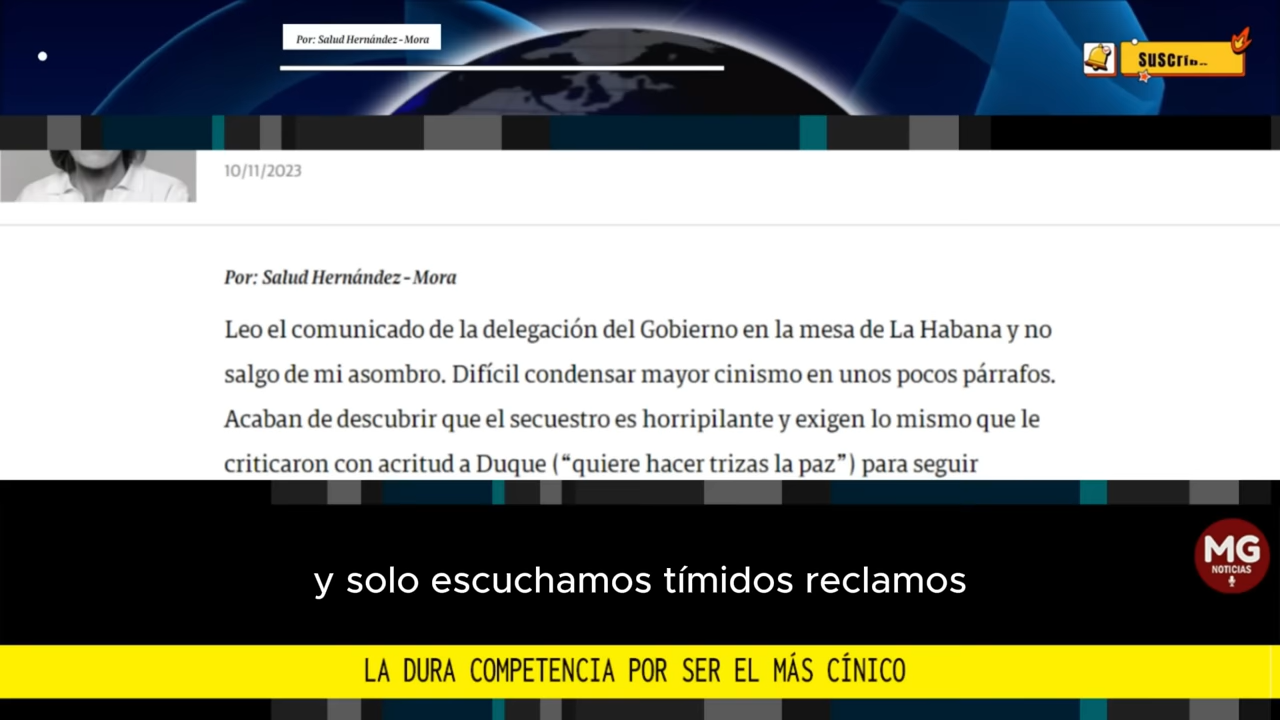 Por: Salud Hernández-Mora
10/11/2023
Por: Salud Hernández-Mora
Leo el comunicado de la delegación del Gobierno en la mesa de La Habana y no
salgo de mi asombro. Difícil condensar mayor cinismo en unos pocos párrafos.
Acaban de descubrir que el secuestro es horripilante y exigen lo mismo que le
criticaron con acritud a Duque (“quiere hacer trizas la paz”) para seguir
y solo escuchamos tímidos reclamos
MG
NOTICIAS
LA DURA COMPETENCIA POR SER EL MÁS CÍNICO